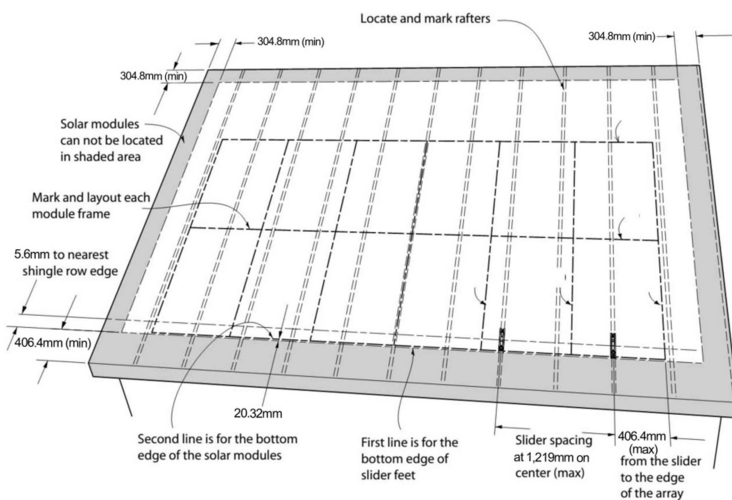 Locate and mark rafters
304.8mm (min)
304.8mm (min)
304.8mm (min)
Solar modules
can not be located
in shaded area
Mark and layout each
module frame
5.6mm to nearest
shingle row edge
406.4mm (min)
20.32mm
Second line is for the bottom
edge of the solar modules
First line is for the
bottom edge of
slider feet
Slider spacing
at 1,219mm on
center (max)
406.4mm
(max)
from the slider
to the edge
of the array